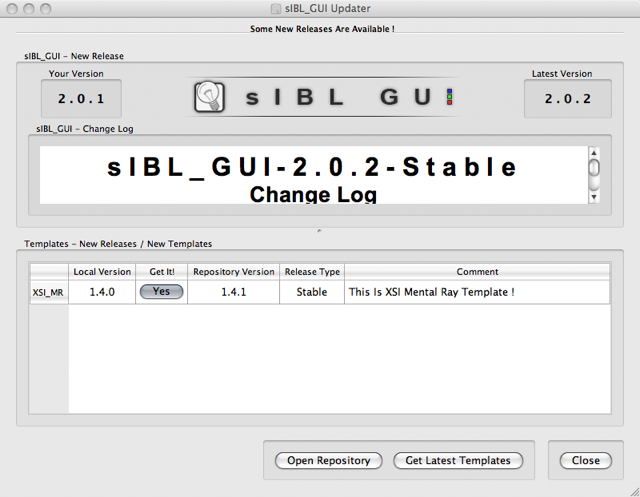 sIBL_GUI Updater
Some New Releases Are Available !
sIBL_GUI - New Release
Your Version
Latest Version
2.0.1
sIBL GUI
2.0.2
sIBL_GUI - Change Log
sIBL_GUI-2.0.2-Stable
Change Log
Templates - New Releases / New Templates
Local Version Get It! Repository Version Release Type Comment
XSI_MR 1.4.0 Yes 1.4.1 Stable This Is XSI Mental Ray Template !
Open Repository Get Latest Templates Close